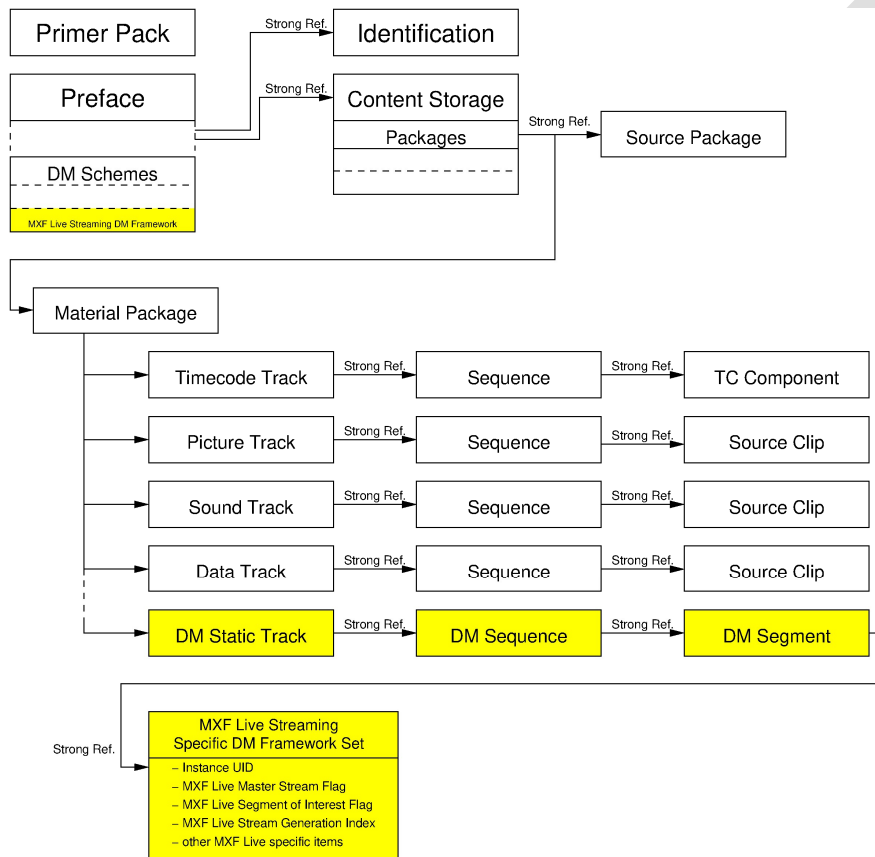 Primer Pack
Strong Ref.
Identification
Preface
Strong Ref.
Content Storage
Packages
Strong Ref.
Source Package
DM Schemes
MXF Live Streaming DM Framework
Material Package
Timecode Track
Strong Ref.
Sequence
Strong Ref.
TC Component
Picture Track
Strong Ref.
Sequence
Strong Ref.
Source Clip
Sound Track
Strong Ref.
Sequence
Strong Ref.
Source Clip
Data Track
Strong Ref.
Sequence
Strong Ref.
Source Clip
DM Static Track
Strong Ref.
DM Sequence
Strong Ref.
DM Segment
Strong Ref.
MXF Live Streaming
Specific DM Framework Set
– Instance UID
– MXF Live Master Stream Flag
– MXF Live Segment of Interest Flag
– MXF Live Stream Generation Index
– other MXF Live specific items